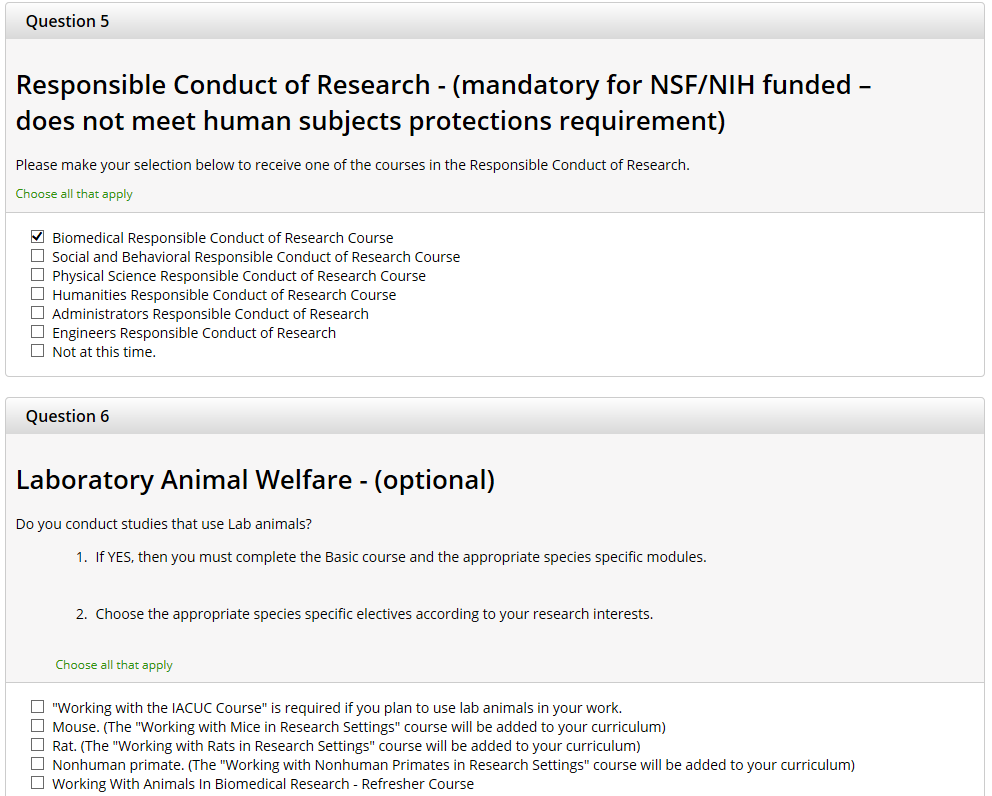 Question 5
Responsible Conduct of Research - (mandatory for NSF/NIH funded –
does not meet human subjects protections requirement)
Please make your selection below to receive one of the courses in the Responsible Conduct of Research.
Choose all that apply
Biomedical Responsible Conduct of Research Course
Social and Behavioral Responsible Conduct of Research Course
Physical Science Responsible Conduct of Research Course
Humanities Responsible Conduct of Research Course
Administrators Responsible Conduct of Research
Engineers Responsible Conduct of Research
Not at this time.
Question 6
Laboratory Animal Welfare - (optional)
Do you conduct studies that use Lab animals?
1. If YES, then you must complete the Basic course and the appropriate species specific modules.
2. Choose the appropriate species specific electives according to your research interests.
Choose all that apply
"Working with the IACUC Course" is required if you plan to use lab animals in your work.
Mouse. (The "Working with Mice in Research Settings" course will be added to your curriculum)
Rat. (The "Working with Rats in Research Settings" course will be added to your curriculum)
Nonhuman primate. (The "Working with Nonhuman Primates in Research Settings" course will be added to your curriculum)
Working With Animals In Biomedical Research - Refresher Course